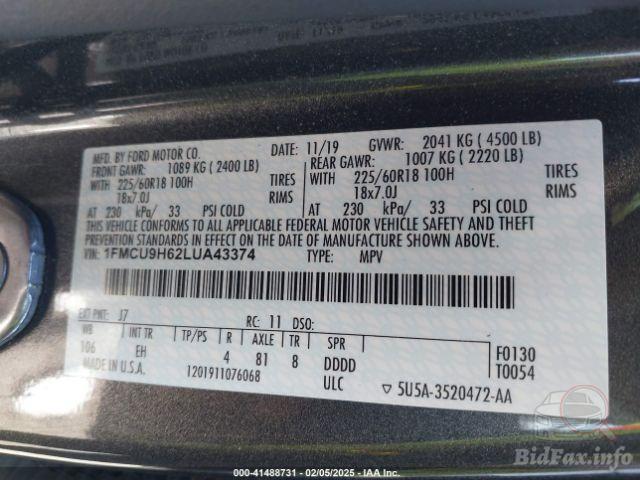 MFD. BY FORD MOTOR CO.
DATE: 11/19 GVWR: 2041 KG ( 4500 LB)
FRONT GAWR: 1089 KG ( 2400 LB)
REAR GAWR: 1007 KG ( 2220 LB)
WITH 225/60R18 100H TIRES
WITH 225/60R18 100H TIRES
18x7.0J RIMS
18x7.0J RIMS
AT 230 kPa/ 33 PSI COLD
AT 230 kPa/ 33 PSI COLD
THIS VEHICLE CONFORMS TO ALL APPLICABLE FEDERAL MOTOR VEHICLE SAFETY AND THEFT
PREVENTION STANDARDS IN EFFECT ON THE DATE OF MANUFACTURE SHOWN ABOVE.
VIN: 1FMCU9H62LUA43374 TYPE: MPV
EXT PNT: J7 RC: 11 DSO:
WB INT TR TP/PS R AXLE TR SPR
106 EH 4 81 8 DDDD F0130
MADE IN U.S.A. 1201911076068 ULC T0054
▽ 5U5A-3520472-AA
BidFax.info
000-41488731 - 02/05/2025 - IAA Inc.